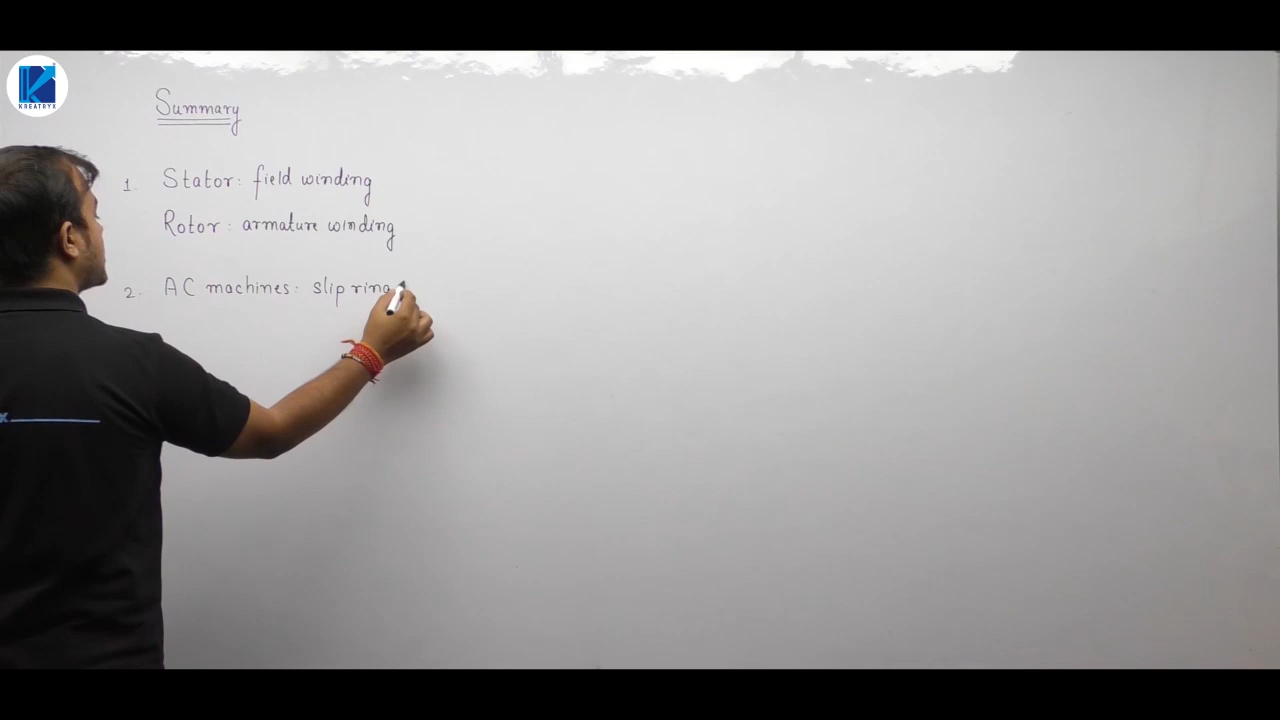 KREATRYX
Summary
1. Stator: field winding
Rotor: armature winding
2. AC machines: slip ring